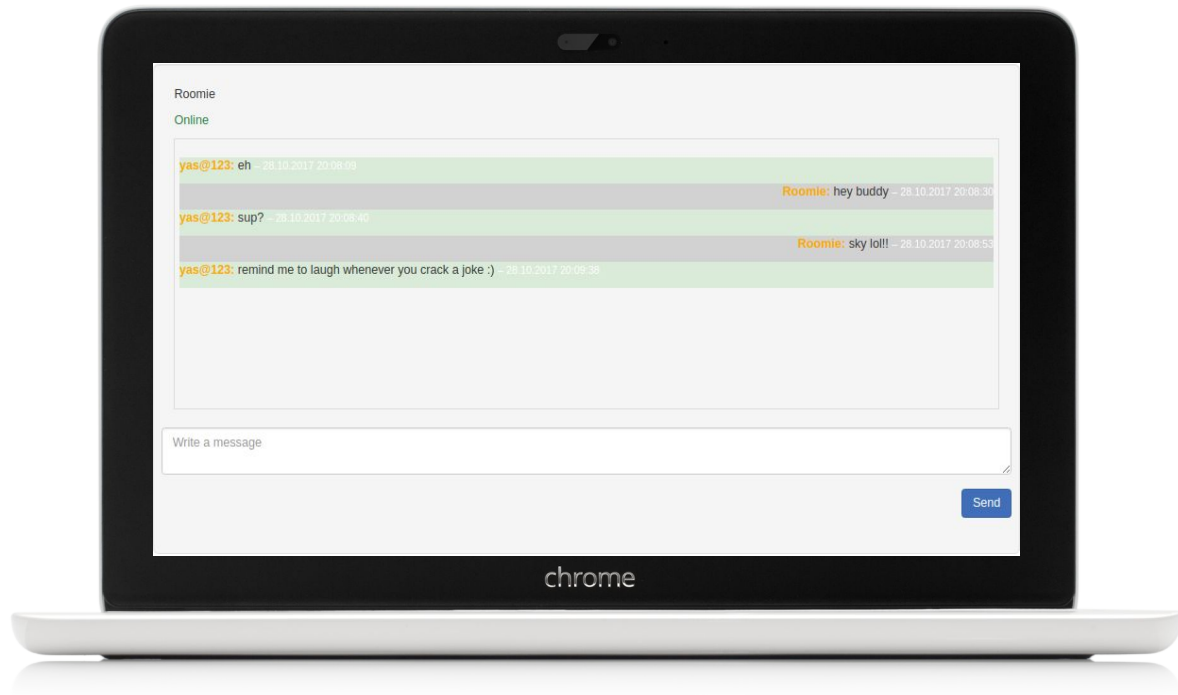 Roomie
Online
yas@123: eh – 28.10.2017 20:08:09
Roomie: hey buddy – 28.10.2017 20:08:30
yas@123: sup? – 28.10.2017 20:08:40
Roomie: sky lol!! – 28.10.2017 20:08:53
yas@123: remind me to laugh whenever you crack a joke :) – 28.10.2017 20:09:38
Write a message
Send
chrome